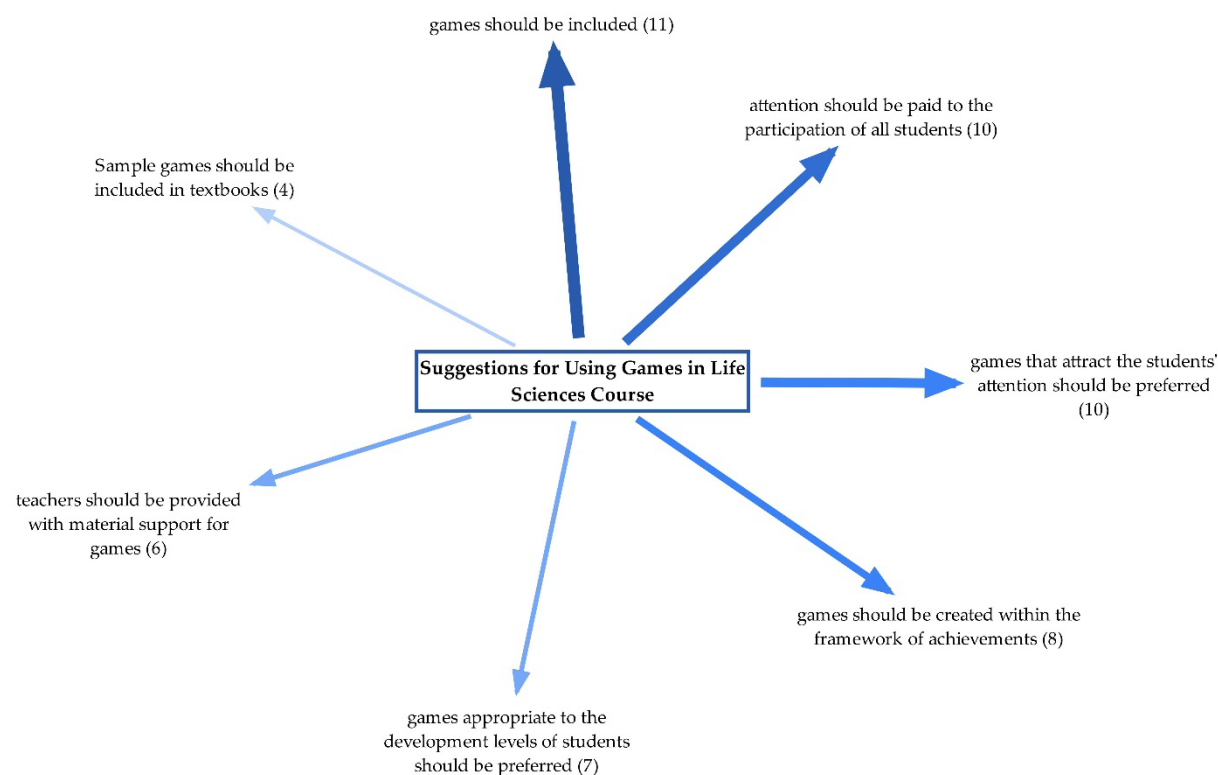 games should be included (11)
attention should be paid to the
participation of all students (10)
Sample games should be
included in textbooks (4)
Suggestions for Using Games in Life
Sciences Course
games that attract the students'
attention should be preferred
(10)
teachers should be provided
with material support for
games (6)
games should be created within the
framework of achievements (8)
games appropriate to the
development levels of students
should be preferred (7)